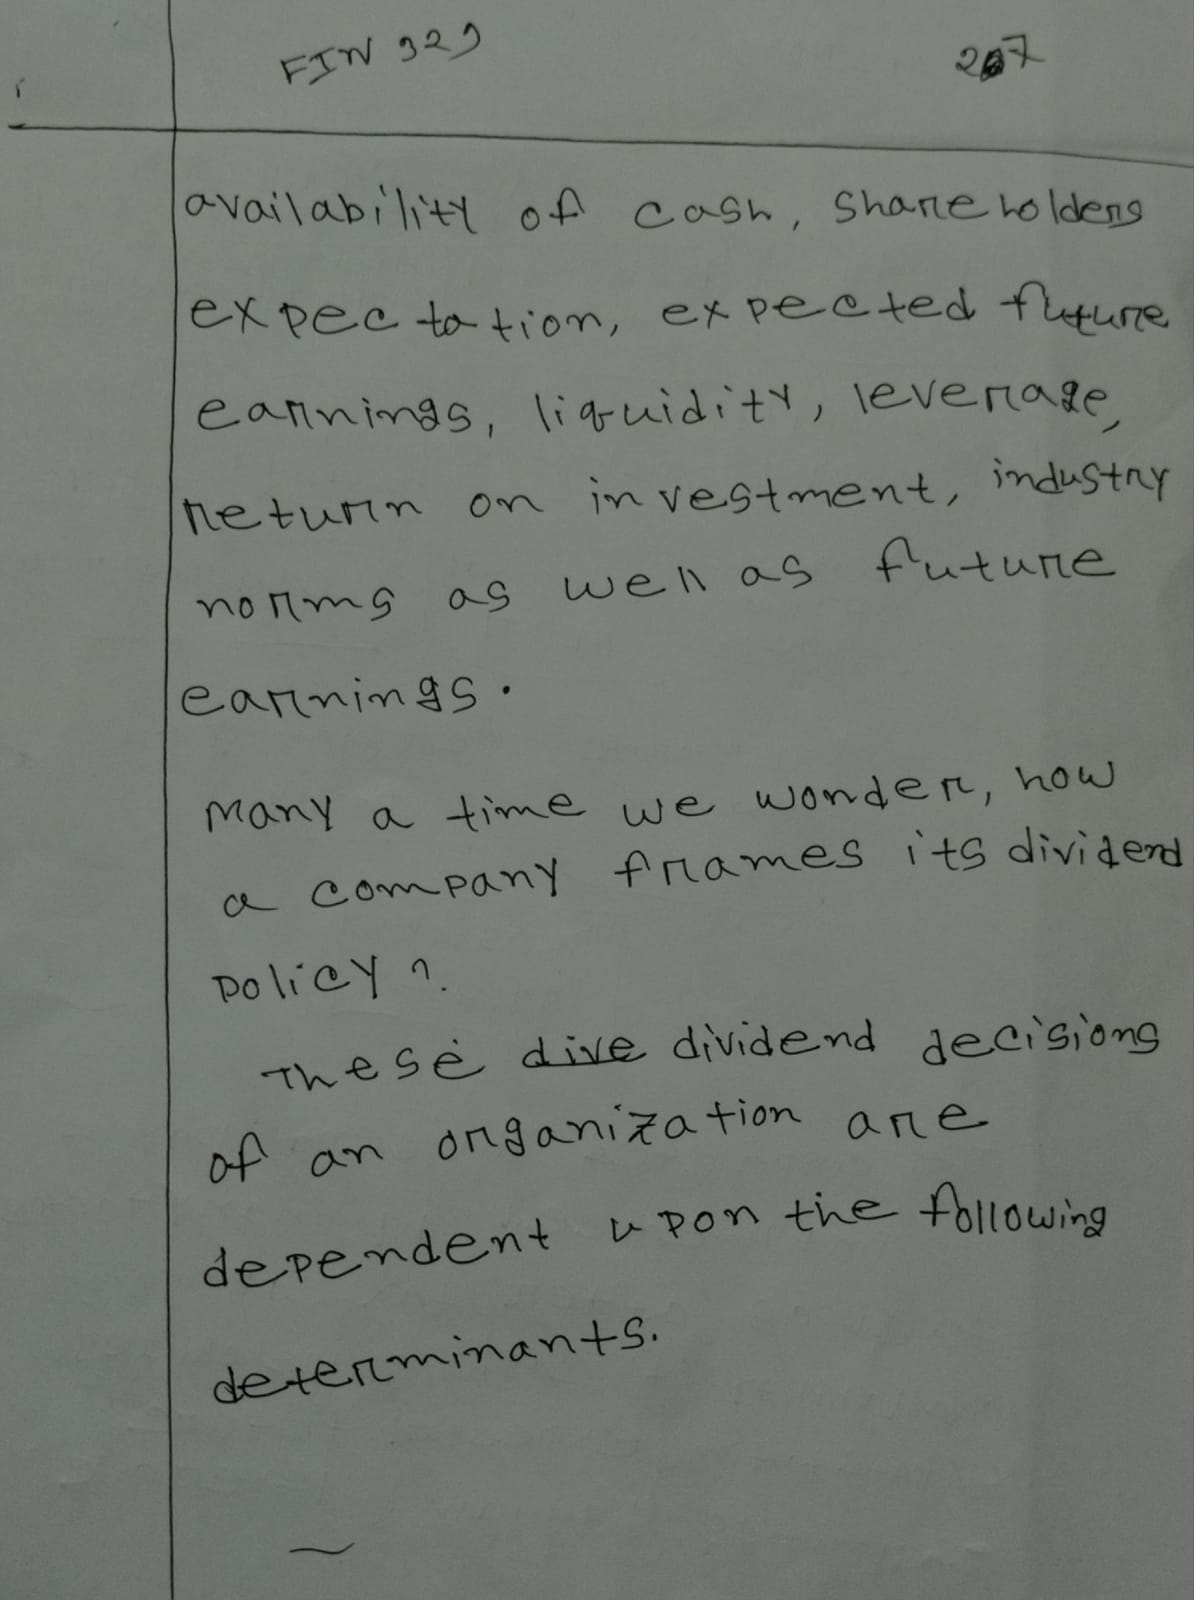 FIN 323
267
availability of cash, shareholders
expectation, expected future
earnings, liquidity, leverage,
return on investment, industry
norms as well as future
earnings.
Many a time we wonder, how
a company frames its dividend
policy?
These dive dividend decisions
of an organization are
dependent upon the following
determinants.